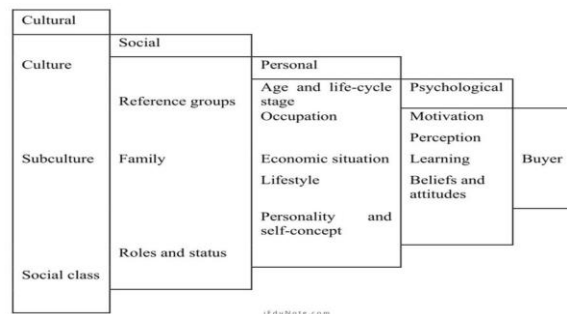 Cultural
Culture
Subculture
Social class
Social
Reference groups
Family
Roles and status
Personal
Age and life-cycle
stage
Occupation
Economic situation
Lifestyle
Personality and
self-concept
Psychological
Motivation
Perception
Learning
Beliefs and
attitudes
Buyer